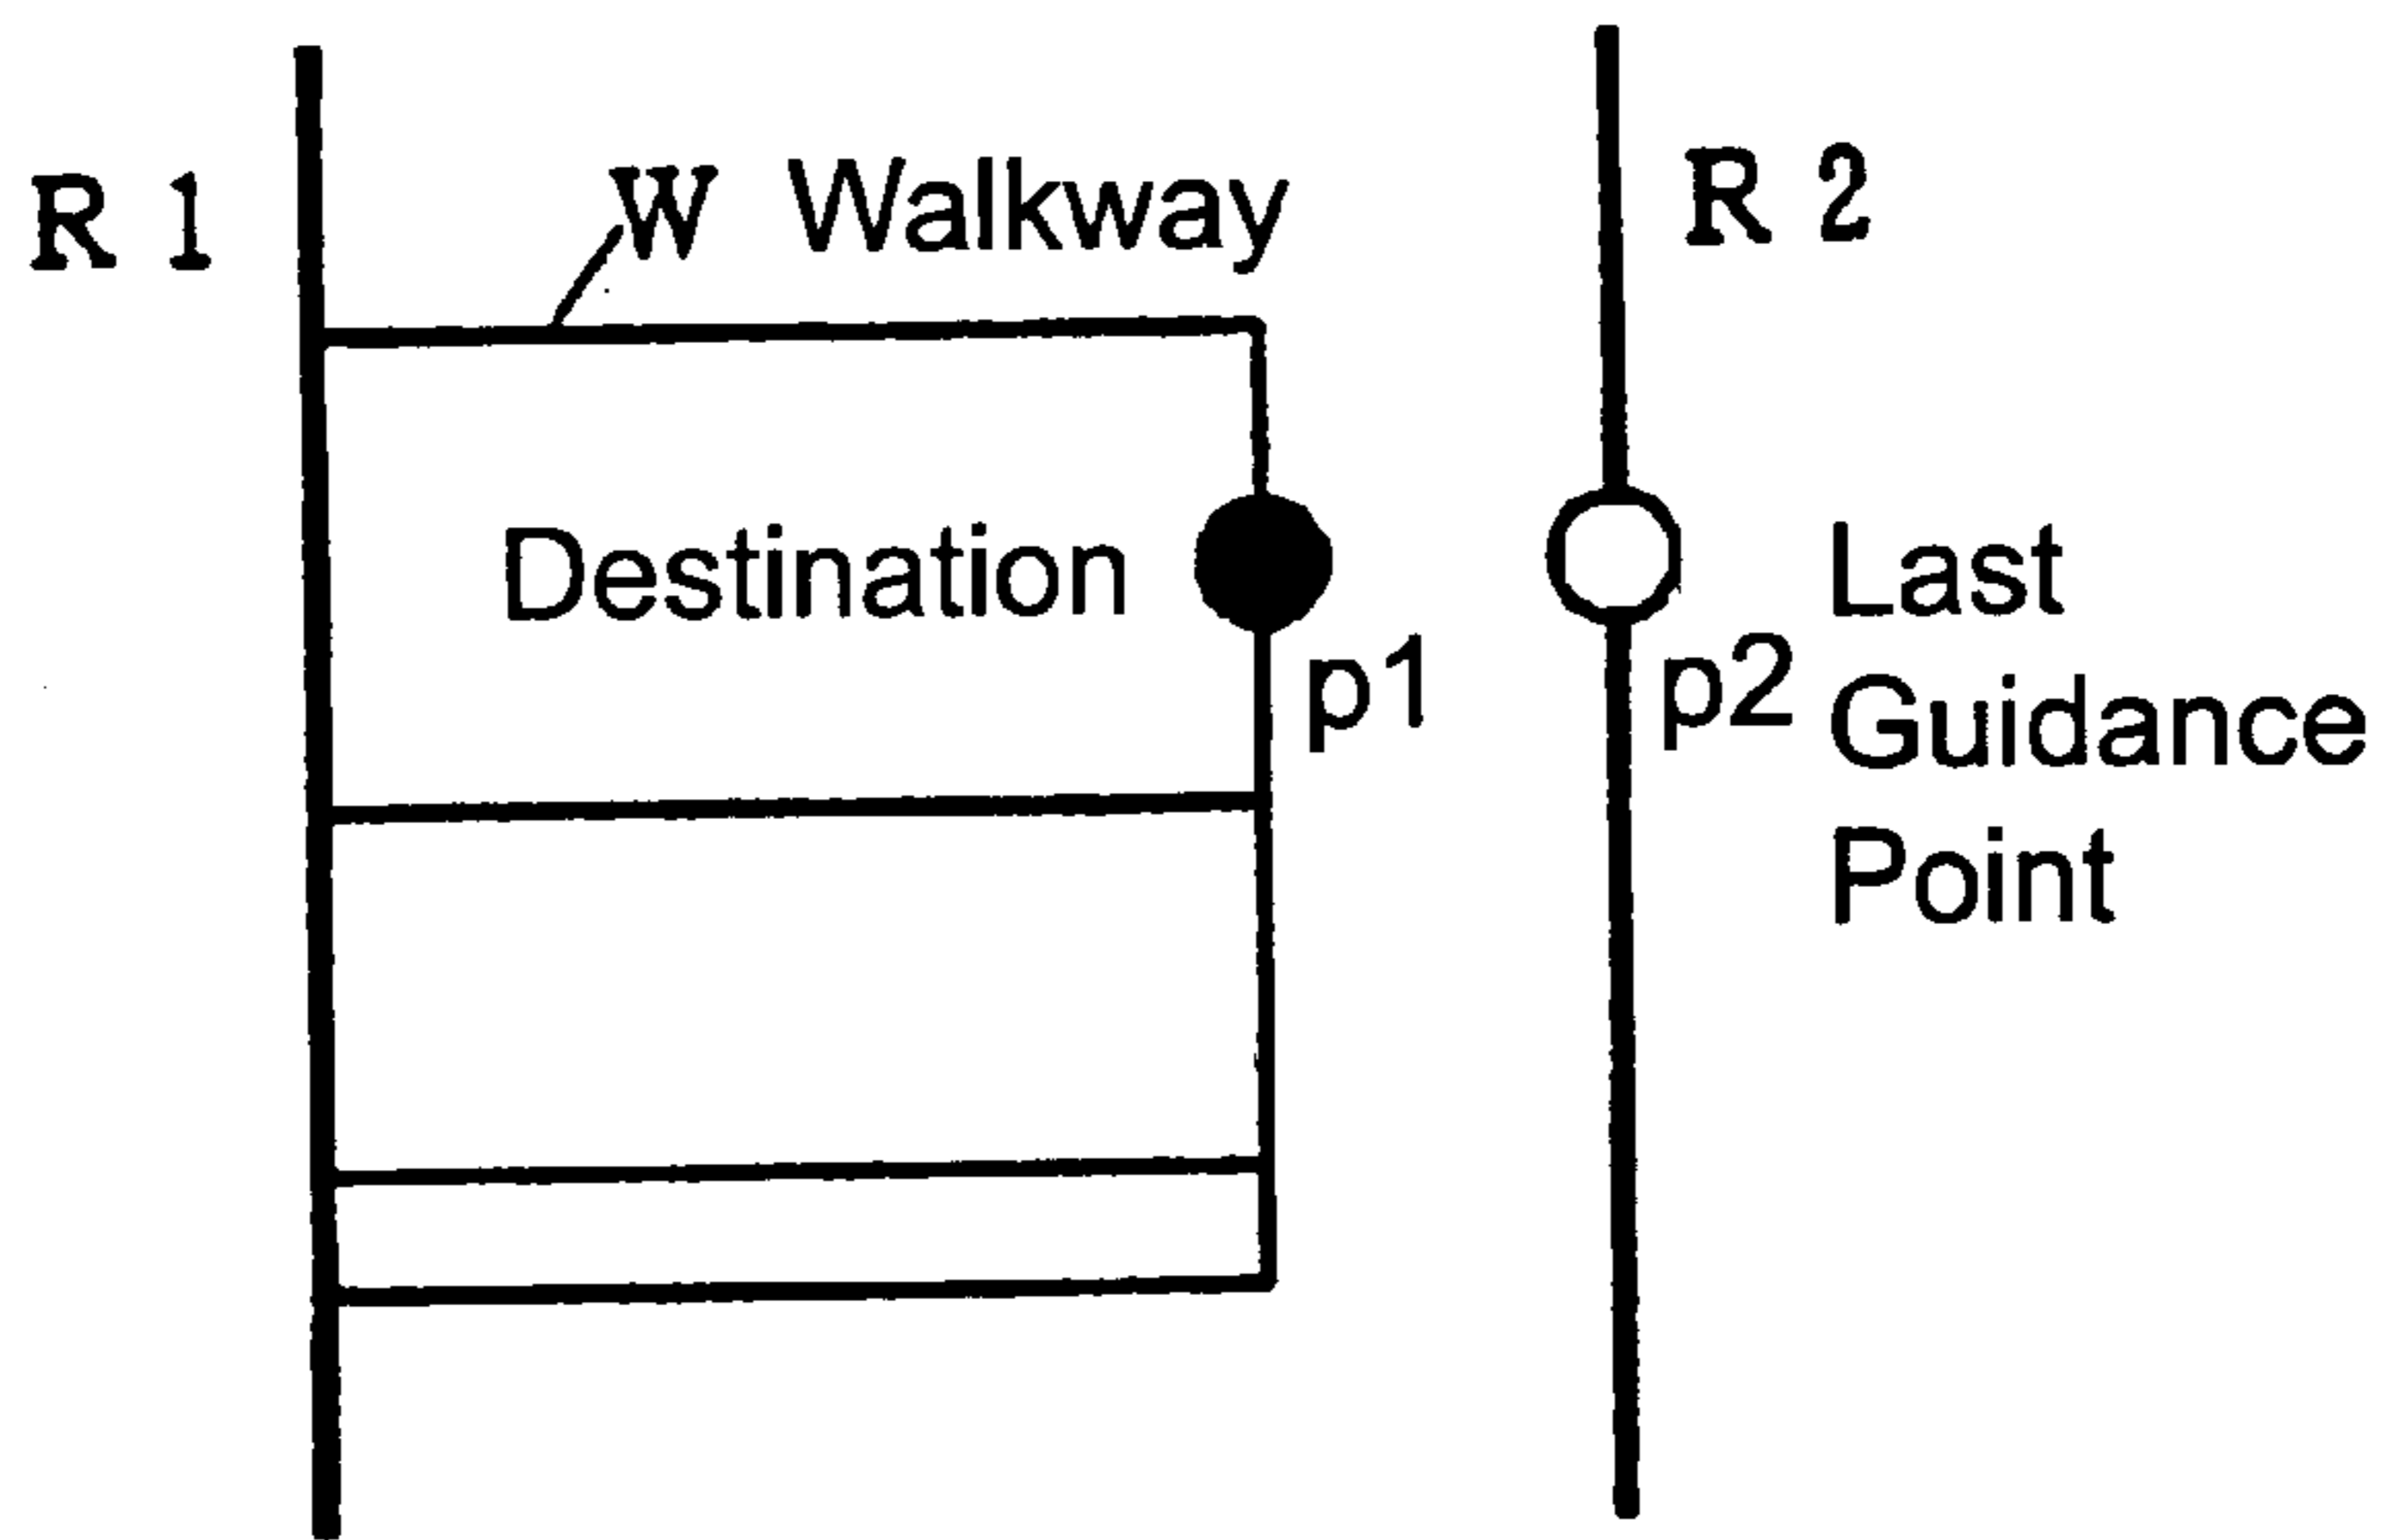 R 1
W Walkway
R 2
Destination
p1
p2
Last
Guidance
Point